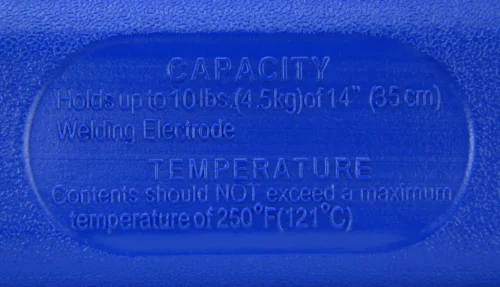 CAPACITY
Holds up to 10 lbs.(4.5kg) of 14" (35cm)
Welding Electrode
TEMPERATURE
Contents should NOT exceed a maximum
temperature of 250°F(121°C)